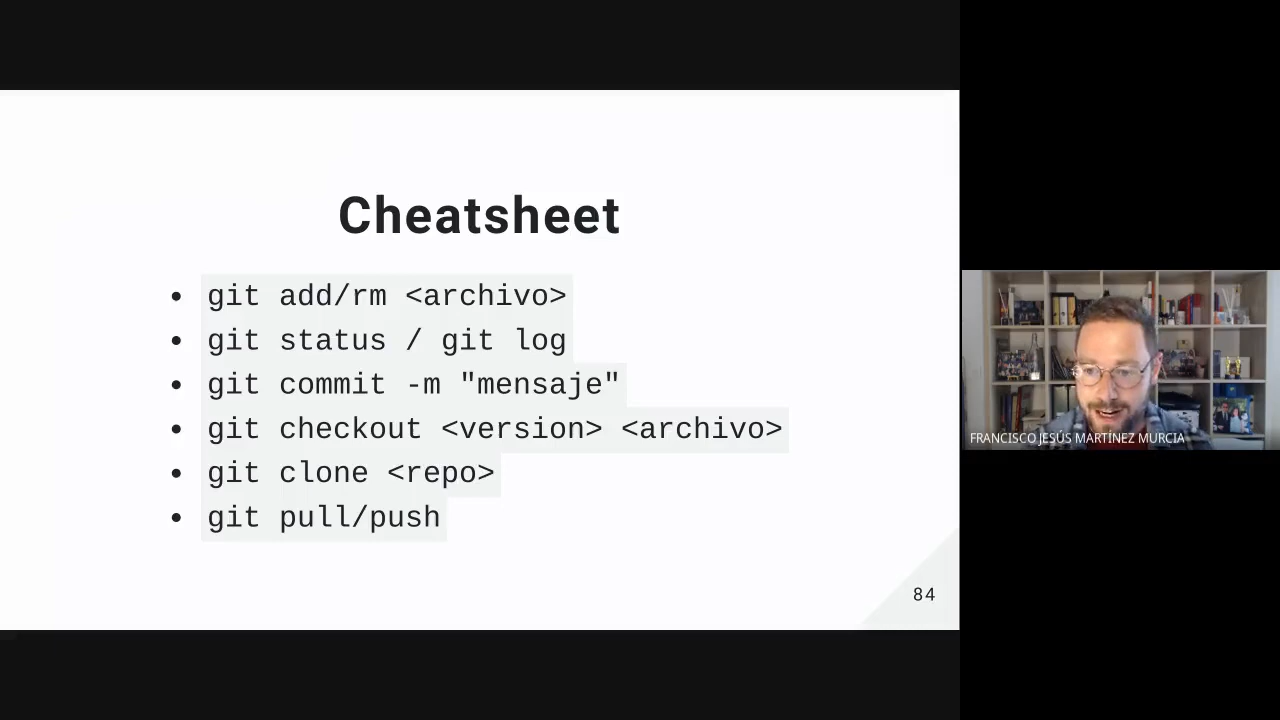 Cheatsheet
git add/rm <archivo>
git status / git log
git commit -m "mensaje"
git checkout <version> <archivo>
git clone <repo>
git pull/push
84
FRANCISCO JESÚS MARTÍNEZ MURCIA